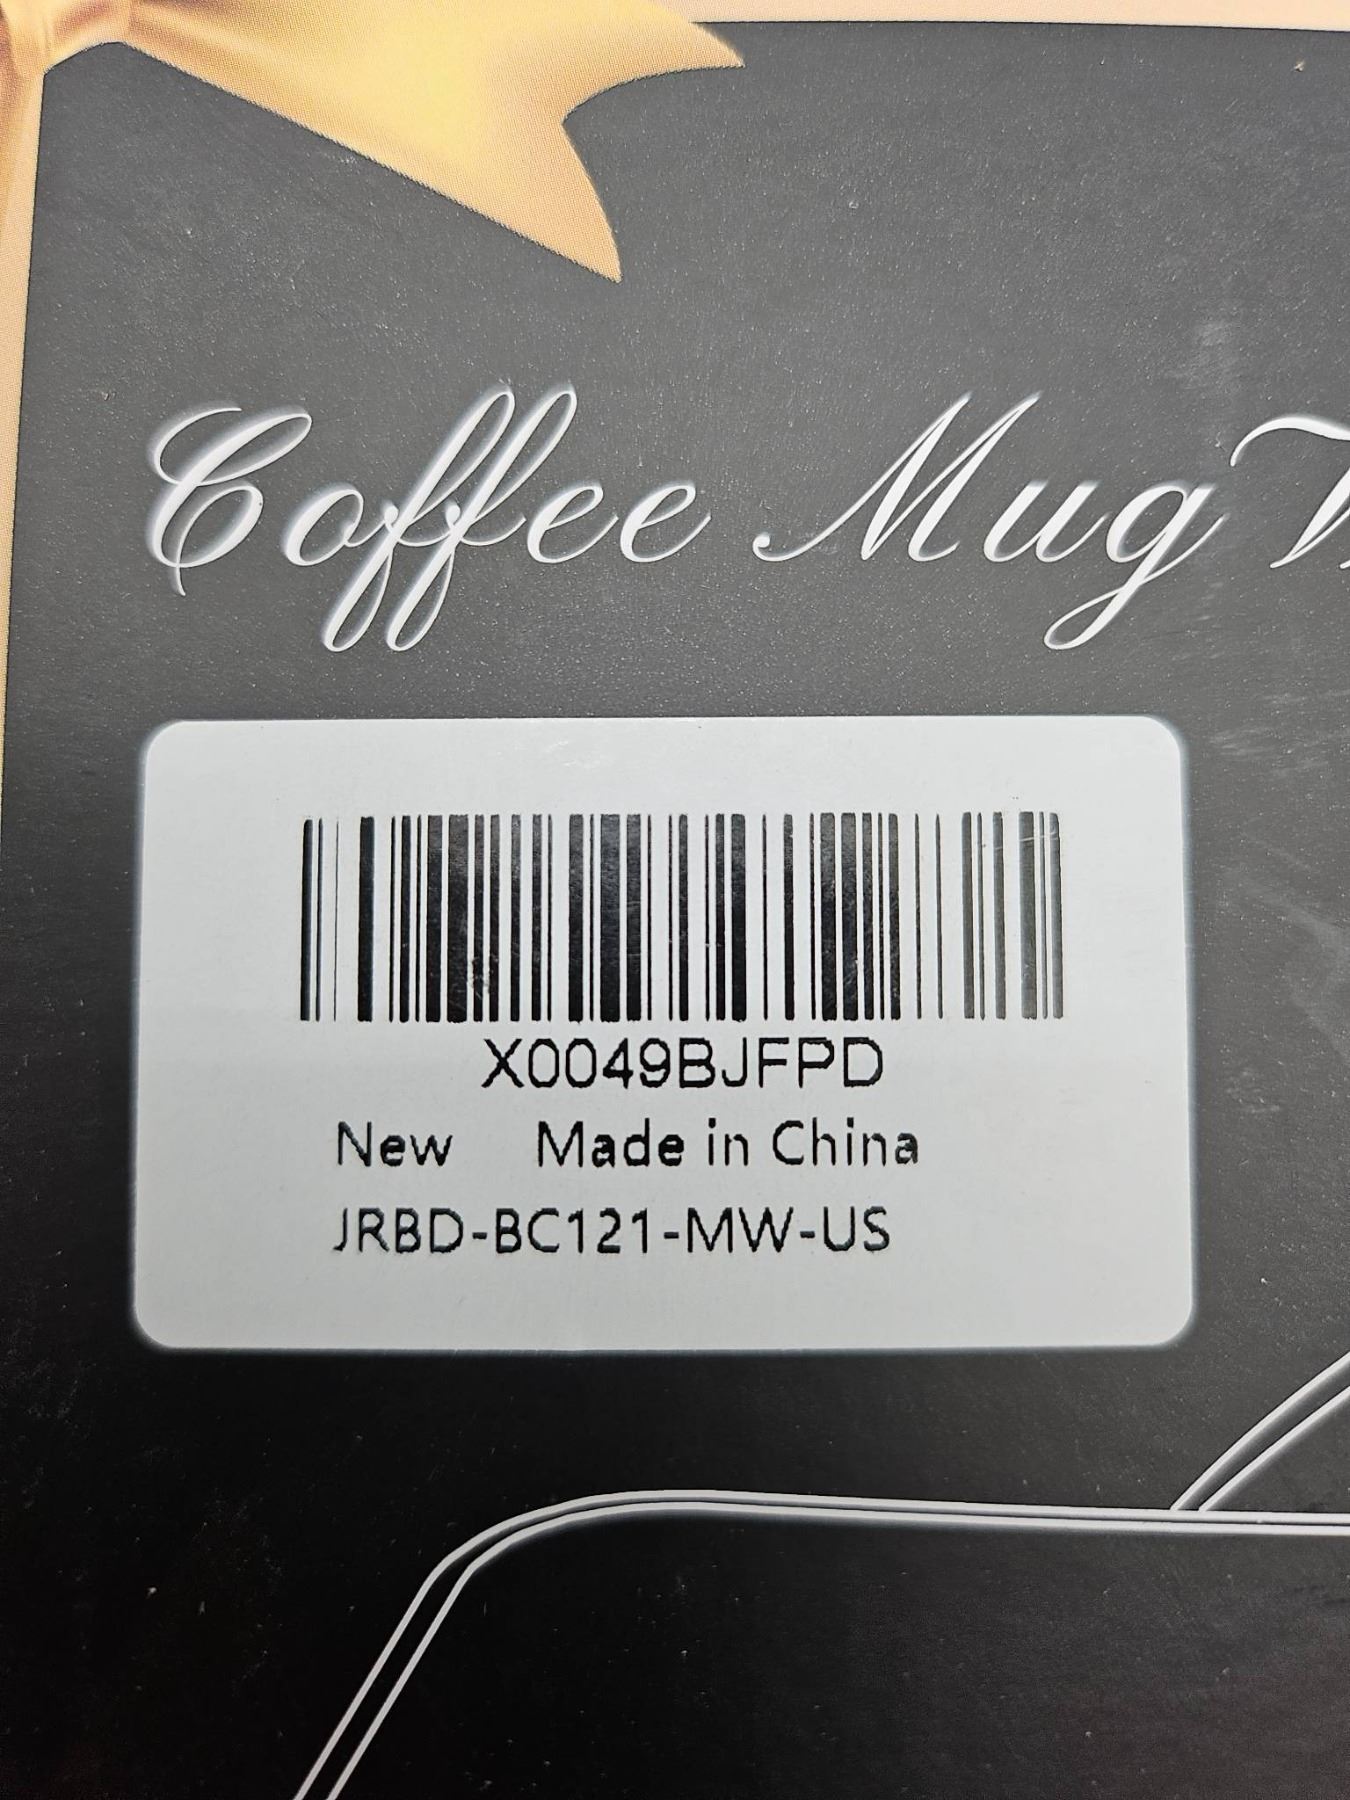 Coffee Mug
X0049BJFPD
New Made in China
JRBD-BC121-MW-US